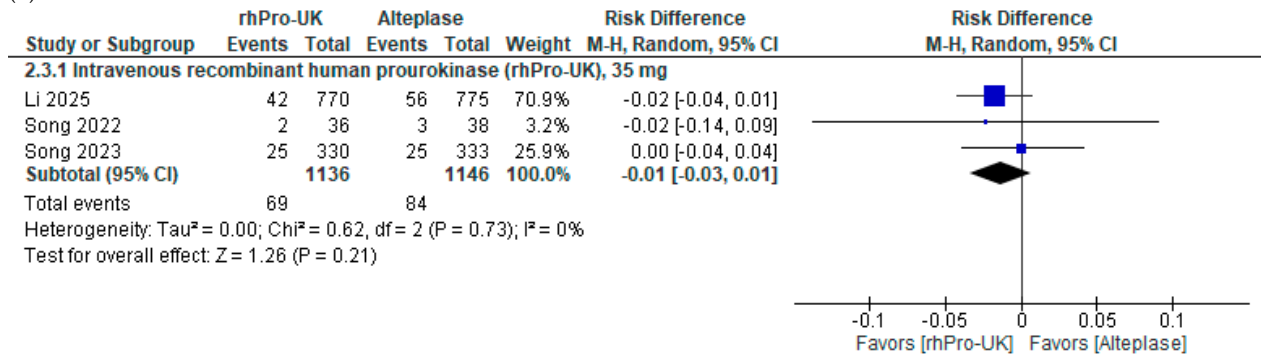 rhPro-UK Alteplase Risk Difference Risk Difference
Study or Subgroup Events Total Events Total Weight M-H, Random, 95% CI M-H, Random, 95% CI
2.3.1 Intravenous recombinant human prourokinase (rhPro-UK), 35 mg
Li 2025 42 770 56 775 70.9% -0.02 [-0.04, 0.01]
Song 2022 2 36 3 38 3.2% -0.02 [-0.14, 0.09]
Song 2023 25 330 25 333 25.9% 0.00 [-0.04, 0.04]
Subtotal (95% CI) 1136 1146 100.0% -0.01 [-0.03, 0.01]
Total events 69 84
Heterogeneity: Tau² = 0.00; Chi² = 0.62, df = 2 (P = 0.73); I² = 0%
Test for overall effect: Z = 1.26 (P = 0.21)
-0.1 -0.05 0 0.05 0.1
Favors [rhPro-UK] Favors [Alteplase]